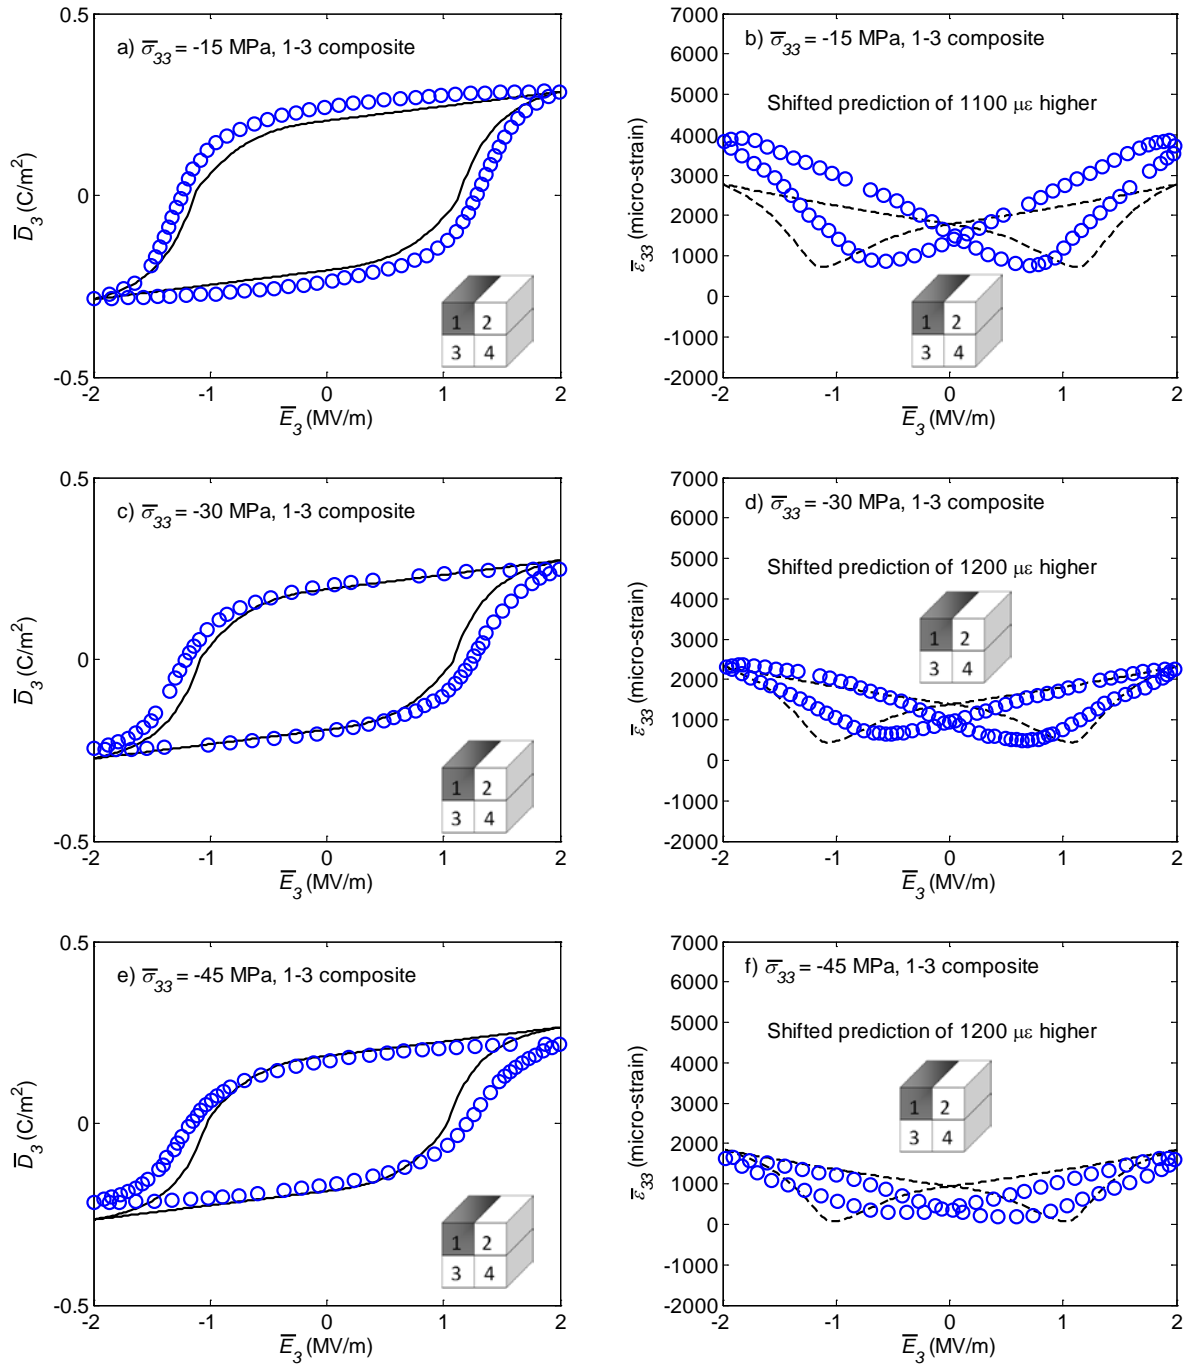 a) σ̅33 = -15 MPa, 1-3 composite
0.5
0
-0.5
D̅3 (C/m2)
1 2
3 4
-2 -1 0 1 2
E̅3 (MV/m)
b) σ̅33 = -15 MPa, 1-3 composite
Shifted prediction of 1100 με higher
7000
6000
5000
4000
3000
2000
1000
0
-1000
-2000
ε̅33 (micro-strain)
1 2
3 4
-2 -1 0 1 2
E̅3 (MV/m)
c) σ̅33 = -30 MPa, 1-3 composite
0.5
0
-0.5
D̅3 (C/m2)
1 2
3 4
-2 -1 0 1 2
E̅3 (MV/m)
d) σ̅33 = -30 MPa, 1-3 composite
Shifted prediction of 1200 με higher
7000
6000
5000
4000
3000
2000
1000
0
-1000
-2000
ε̅33 (micro-strain)
1 2
3 4
-2 -1 0 1 2
E̅3 (MV/m)
e) σ̅33 = -45 MPa, 1-3 composite
0.5
0
-0.5
D̅3 (C/m2)
1 2
3 4
-2 -1 0 1 2
E̅3 (MV/m)
f) σ̅33 = -45 MPa, 1-3 composite
Shifted prediction of 1200 με higher
7000
6000
5000
4000
3000
2000
1000
0
-1000
-2000
ε̅33 (micro-strain)
1 2
3 4
-2 -1 0 1 2
E̅3 (MV/m)